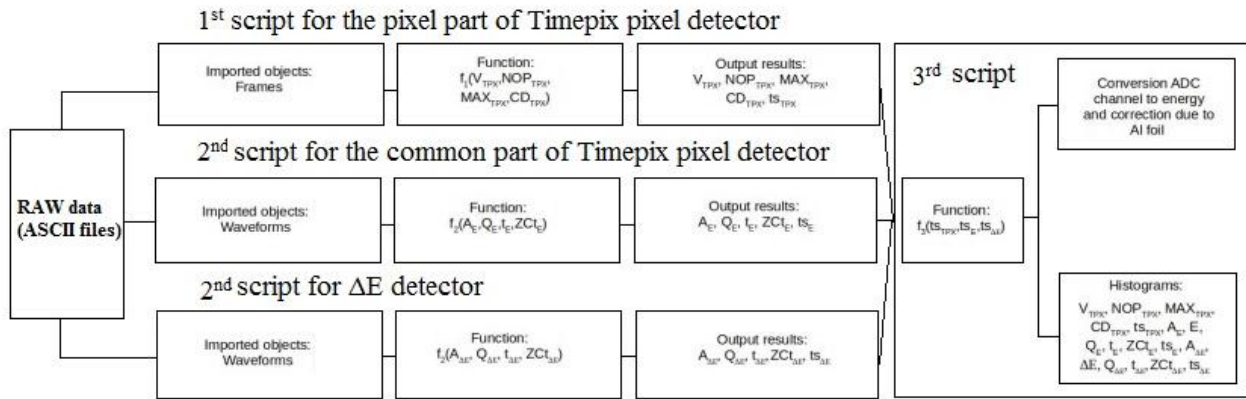 1st script for the pixel part of Timepix pixel detector
Imported objects:
Frames
Function:
f1(VTPX,NOPTPX,
MAXTPX,CDTPX)
Output results:
VTPX, NOPTPX, MAXTPX,
CDTPX, tsTPX
RAW data
(ASCII files)
2nd script for the common part of Timepix pixel detector
Imported objects:
Waveforms
Function:
f2(AE,QE,tE,ZCtE)
Output results:
AE, QE, tE, ZCtE, tsE
2nd script for ΔE detector
Imported objects:
Waveforms
Function:
f2(AΔE, QΔE, tΔE, ZCtΔE)
Output results:
AΔE, QΔE, tΔE, ZCtΔE, tsΔE
3rd script
Function:
f3(tsTPX,tsE,tsΔE)
Conversion ADC
channel to energy
and correction due to
Al foil
Histograms:
VTPX, NOPTPX, MAXTPX,
CDTPX, tsTPX, AE, E,
QE, tE, ZCtE, tsE, AΔE,
ΔE, QΔE, tΔE, ZCtΔE, tsΔE